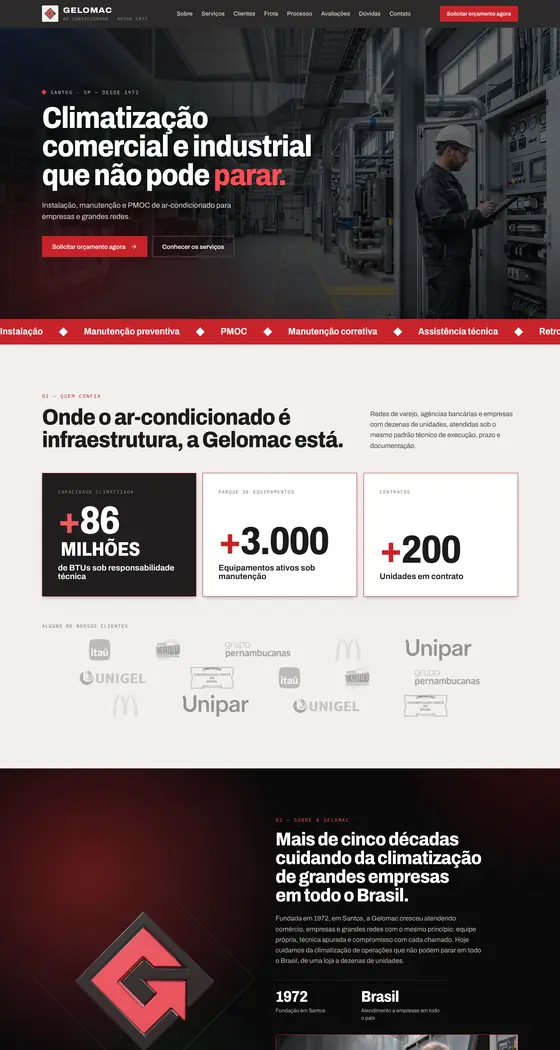 GELOMAC
AR CONDICIONADO · DESDE 1972
Sobre Serviços Clientes Frota Processo Avaliações Dúvidas Contato
Solicitar orçamento agora
SANTOS · SP — DESDE 1972
Climatização
comercial e industrial
que não pode parar.
Instalação, manutenção e PMOC de ar-condicionado para
empresas e grandes redes.
Solicitar orçamento agora →
Conhecer os serviços
Instalação ◆ Manutenção preventiva ◆ PMOC ◆ Manutenção corretiva ◆ Assistência técnica ◆ Retro
01 — QUEM CONFIA
Onde o ar-condicionado é
infraestrutura, a Gelomac está.
Redes de varejo, agências bancárias e empresas
com dezenas de unidades, atendidas sob o
mesmo padrão técnico de execução, prazo e
documentação.
CAPACIDADE CLIMATIZADA
+86
MILHÕES
de BTUs sob responsabilidade
técnica
PARQUE DE EQUIPAMENTOS
+3.000
Equipamentos ativos sob
manutenção
CONTRATOS
+200
Unidades em contrato
ALGUNS DE NOSSOS CLIENTES
itaú
grupo
pernambucanas
Unipar
UNIGEL
itaú
grupo
pernambucanas
Unipar
UNIGEL
02 — SOBRE A GELOMAC
Mais de cinco décadas
cuidando da climatização
de grandes empresas
em todo o Brasil.
Fundada em 1972, em Santos, a Gelomac cresceu atendendo
comércio, empresas e grandes redes com o mesmo princípio: equipe
própria, técnica apurada e compromisso com cada chamado. Hoje
cuidamos da climatização de operações que não podem parar em todo
o Brasil, de uma loja a dezenas de unidades.
1972
Fundação em Santos
Brasil
Atendimento a empresas em todo
o país